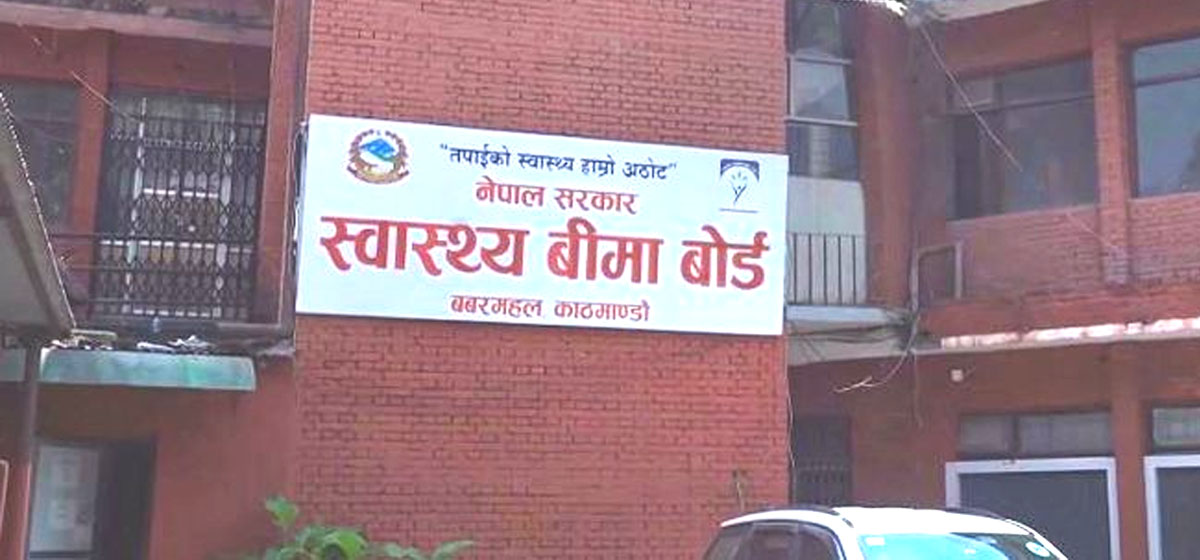 "तपाईको स्वास्थ्य हाम्रो अठोट"
नेपाल सरकार
स्वास्थ्य बीमा बोर्ड
बबरमहल, काठमाण्डौ